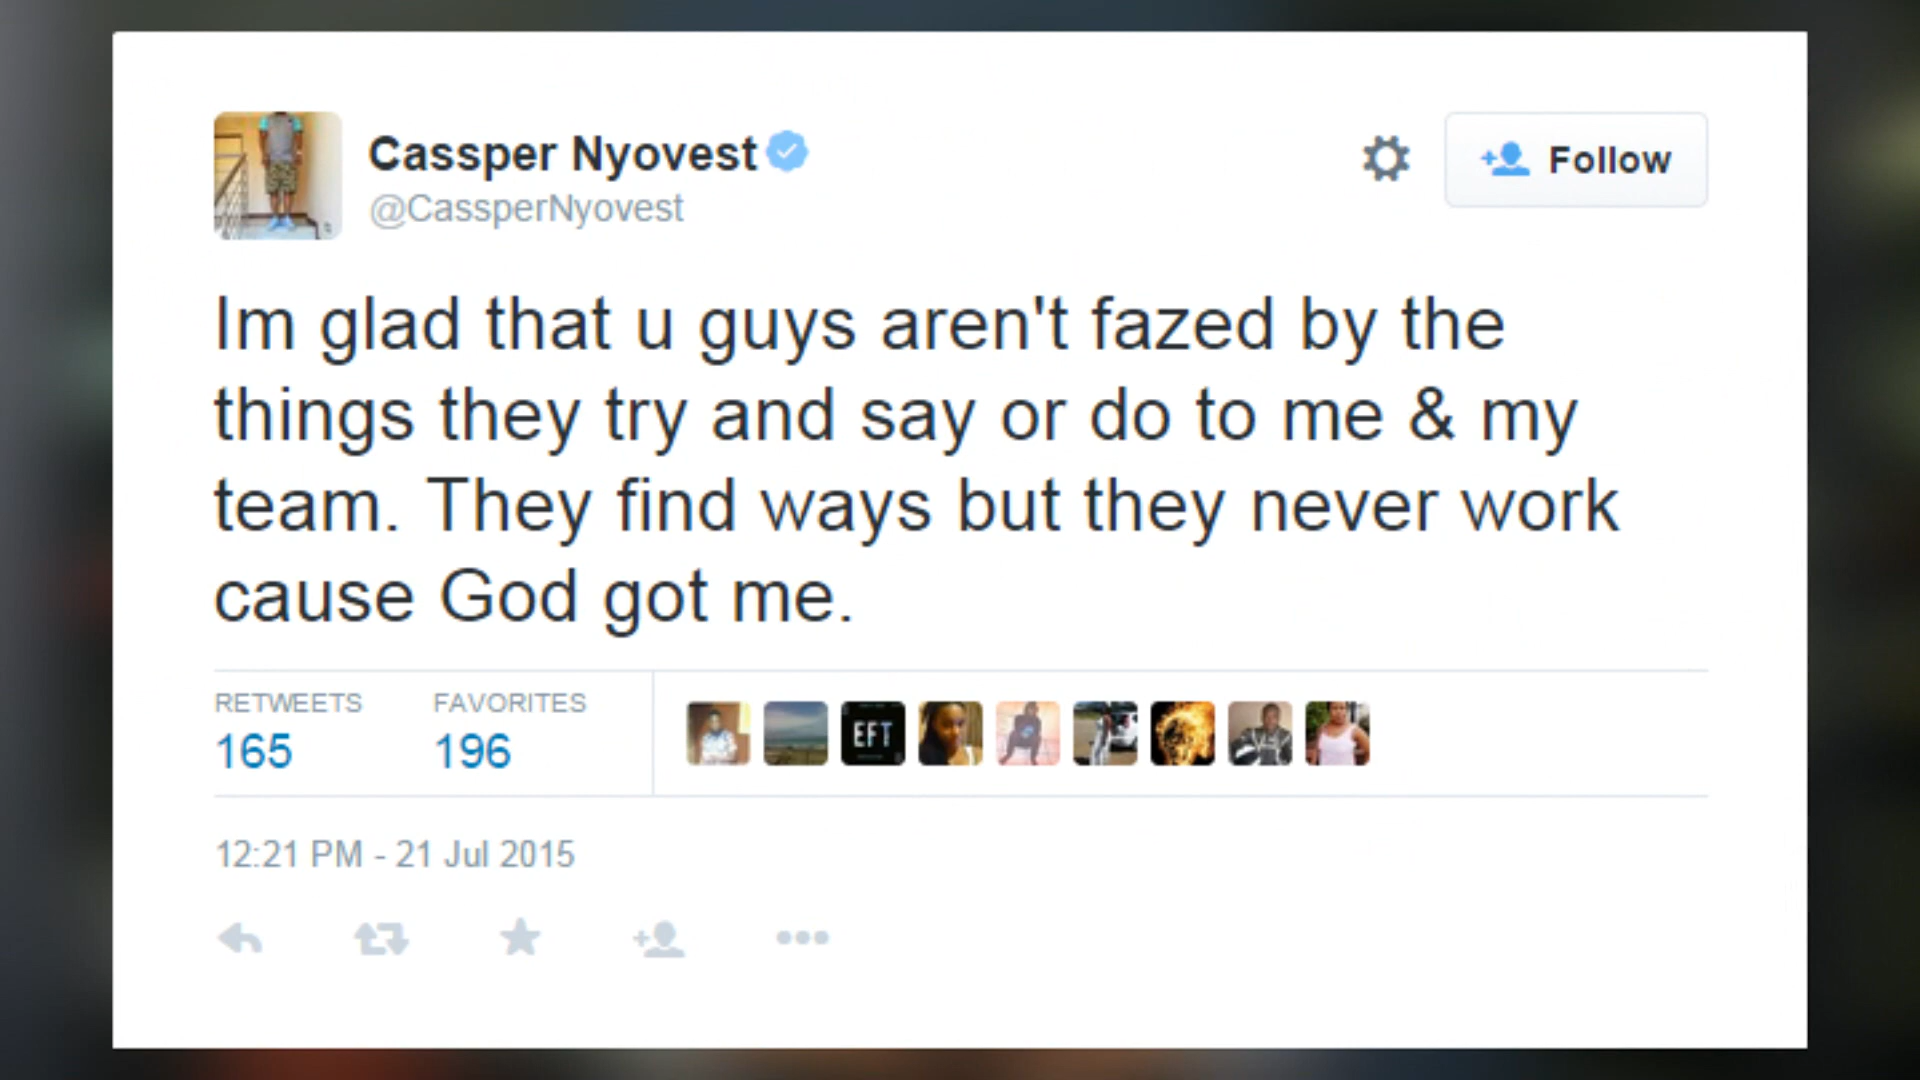 Cassper Nyovest
@CassperNyovest
Follow
Im glad that u guys aren't fazed by the
things they try and say or do to me & my
team. They find ways but they never work
cause God got me.
RETWEETS FAVORITES
165 196
EFT
12:21 PM - 21 Jul 2015